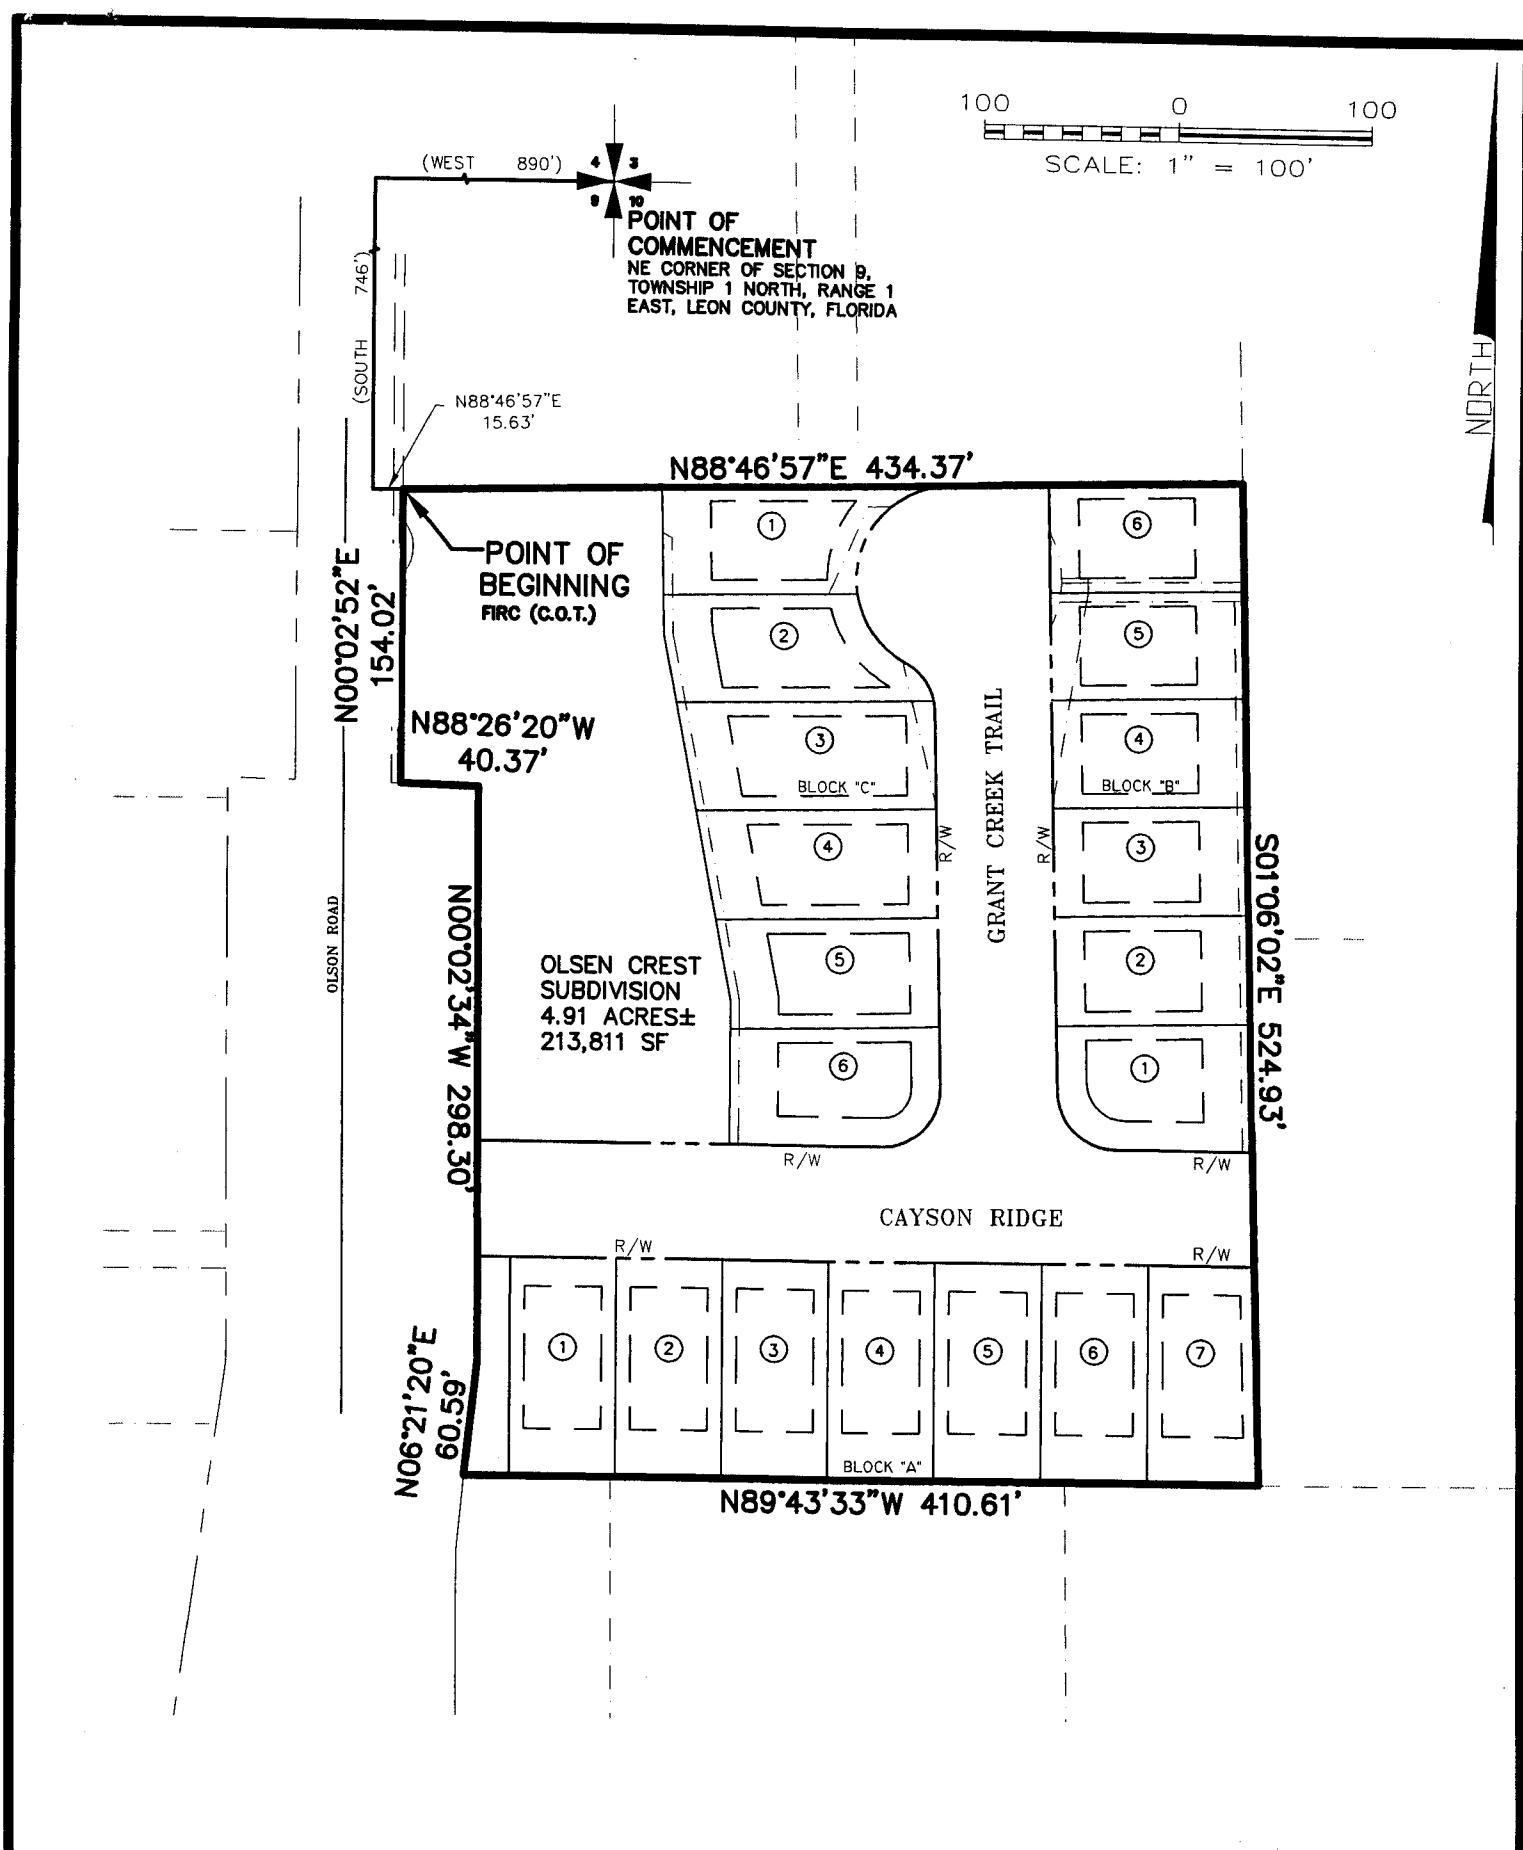 100 0 100
SCALE: 1" = 100'
(WEST 890')
4 3
9 10
POINT OF
COMMENCEMENT
NE CORNER OF SECTION 9,
TOWNSHIP 1 NORTH, RANGE 1
EAST, LEON COUNTY, FLORIDA
(SOUTH 746')
NORTH
N88°46'57"E
15.63'
N88°46'57"E 434.37'
POINT OF
BEGINNING
FIRC (C.O.T.)
N00°02'52"E
154.02'
N88°26'20"W
40.37'
1
2
3
BLOCK "C"
4
5
6
6
5
4
BLOCK "B"
3
2
1
GRANT CREEK TRAIL
R/W
R/W
S01°06'02"E 524.93'
OLSON ROAD
N00°02'34"W 298.30'
OLSEN CREST
SUBDIVISION
4.91 ACRES±
213,811 SF
R/W
R/W
CAYSON RIDGE
R/W
R/W
1 2 3 4 5 6 7
BLOCK "A"
N06°21'20"E
60.59'
N89°43'33"W 410.61'